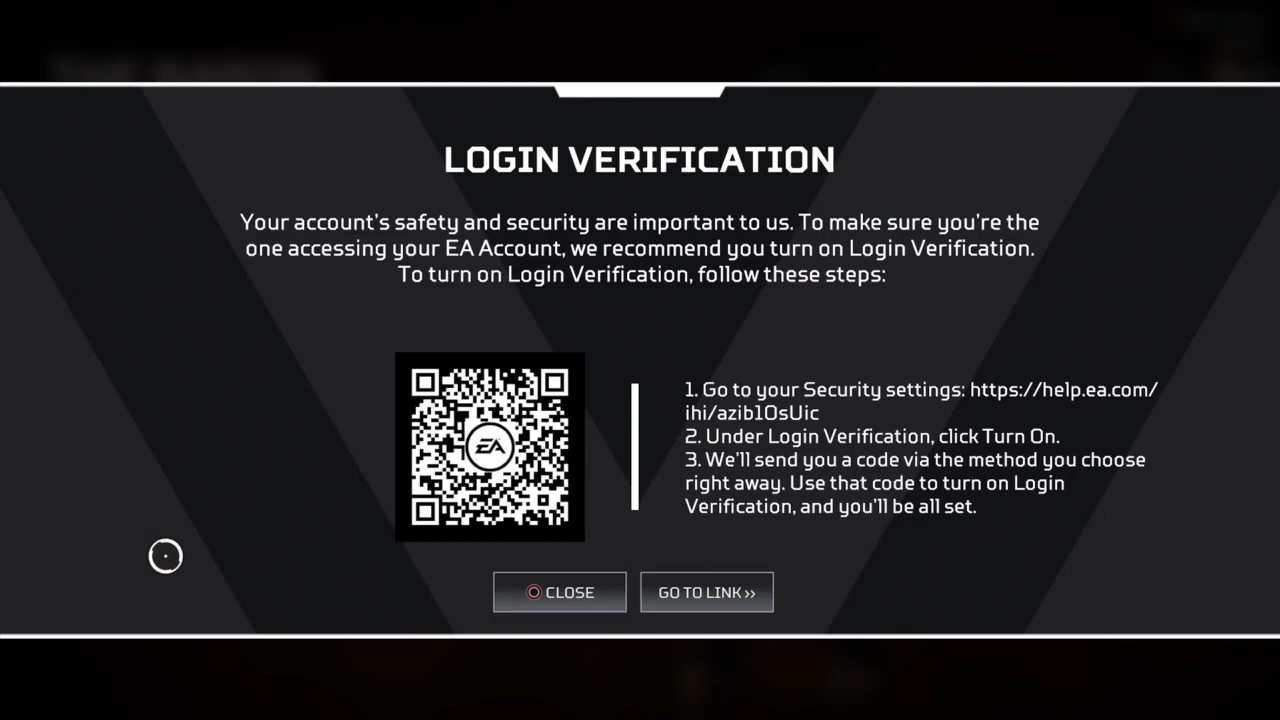 LOGIN VERIFICATION
Your account's safety and security are important to us. To make sure you're the
one accessing your EA Account, we recommend you turn on Login Verification.
To turn on Login Verification, follow these steps:
EA
1. Go to your Security settings: https://help.ea.com/
ihi/azib1OsUic
2. Under Login Verification, click Turn On.
3. We'll send you a code via the method you choose
right away. Use that code to turn on Login
Verification, and you'll be all set.
CLOSE
GO TO LINK >>